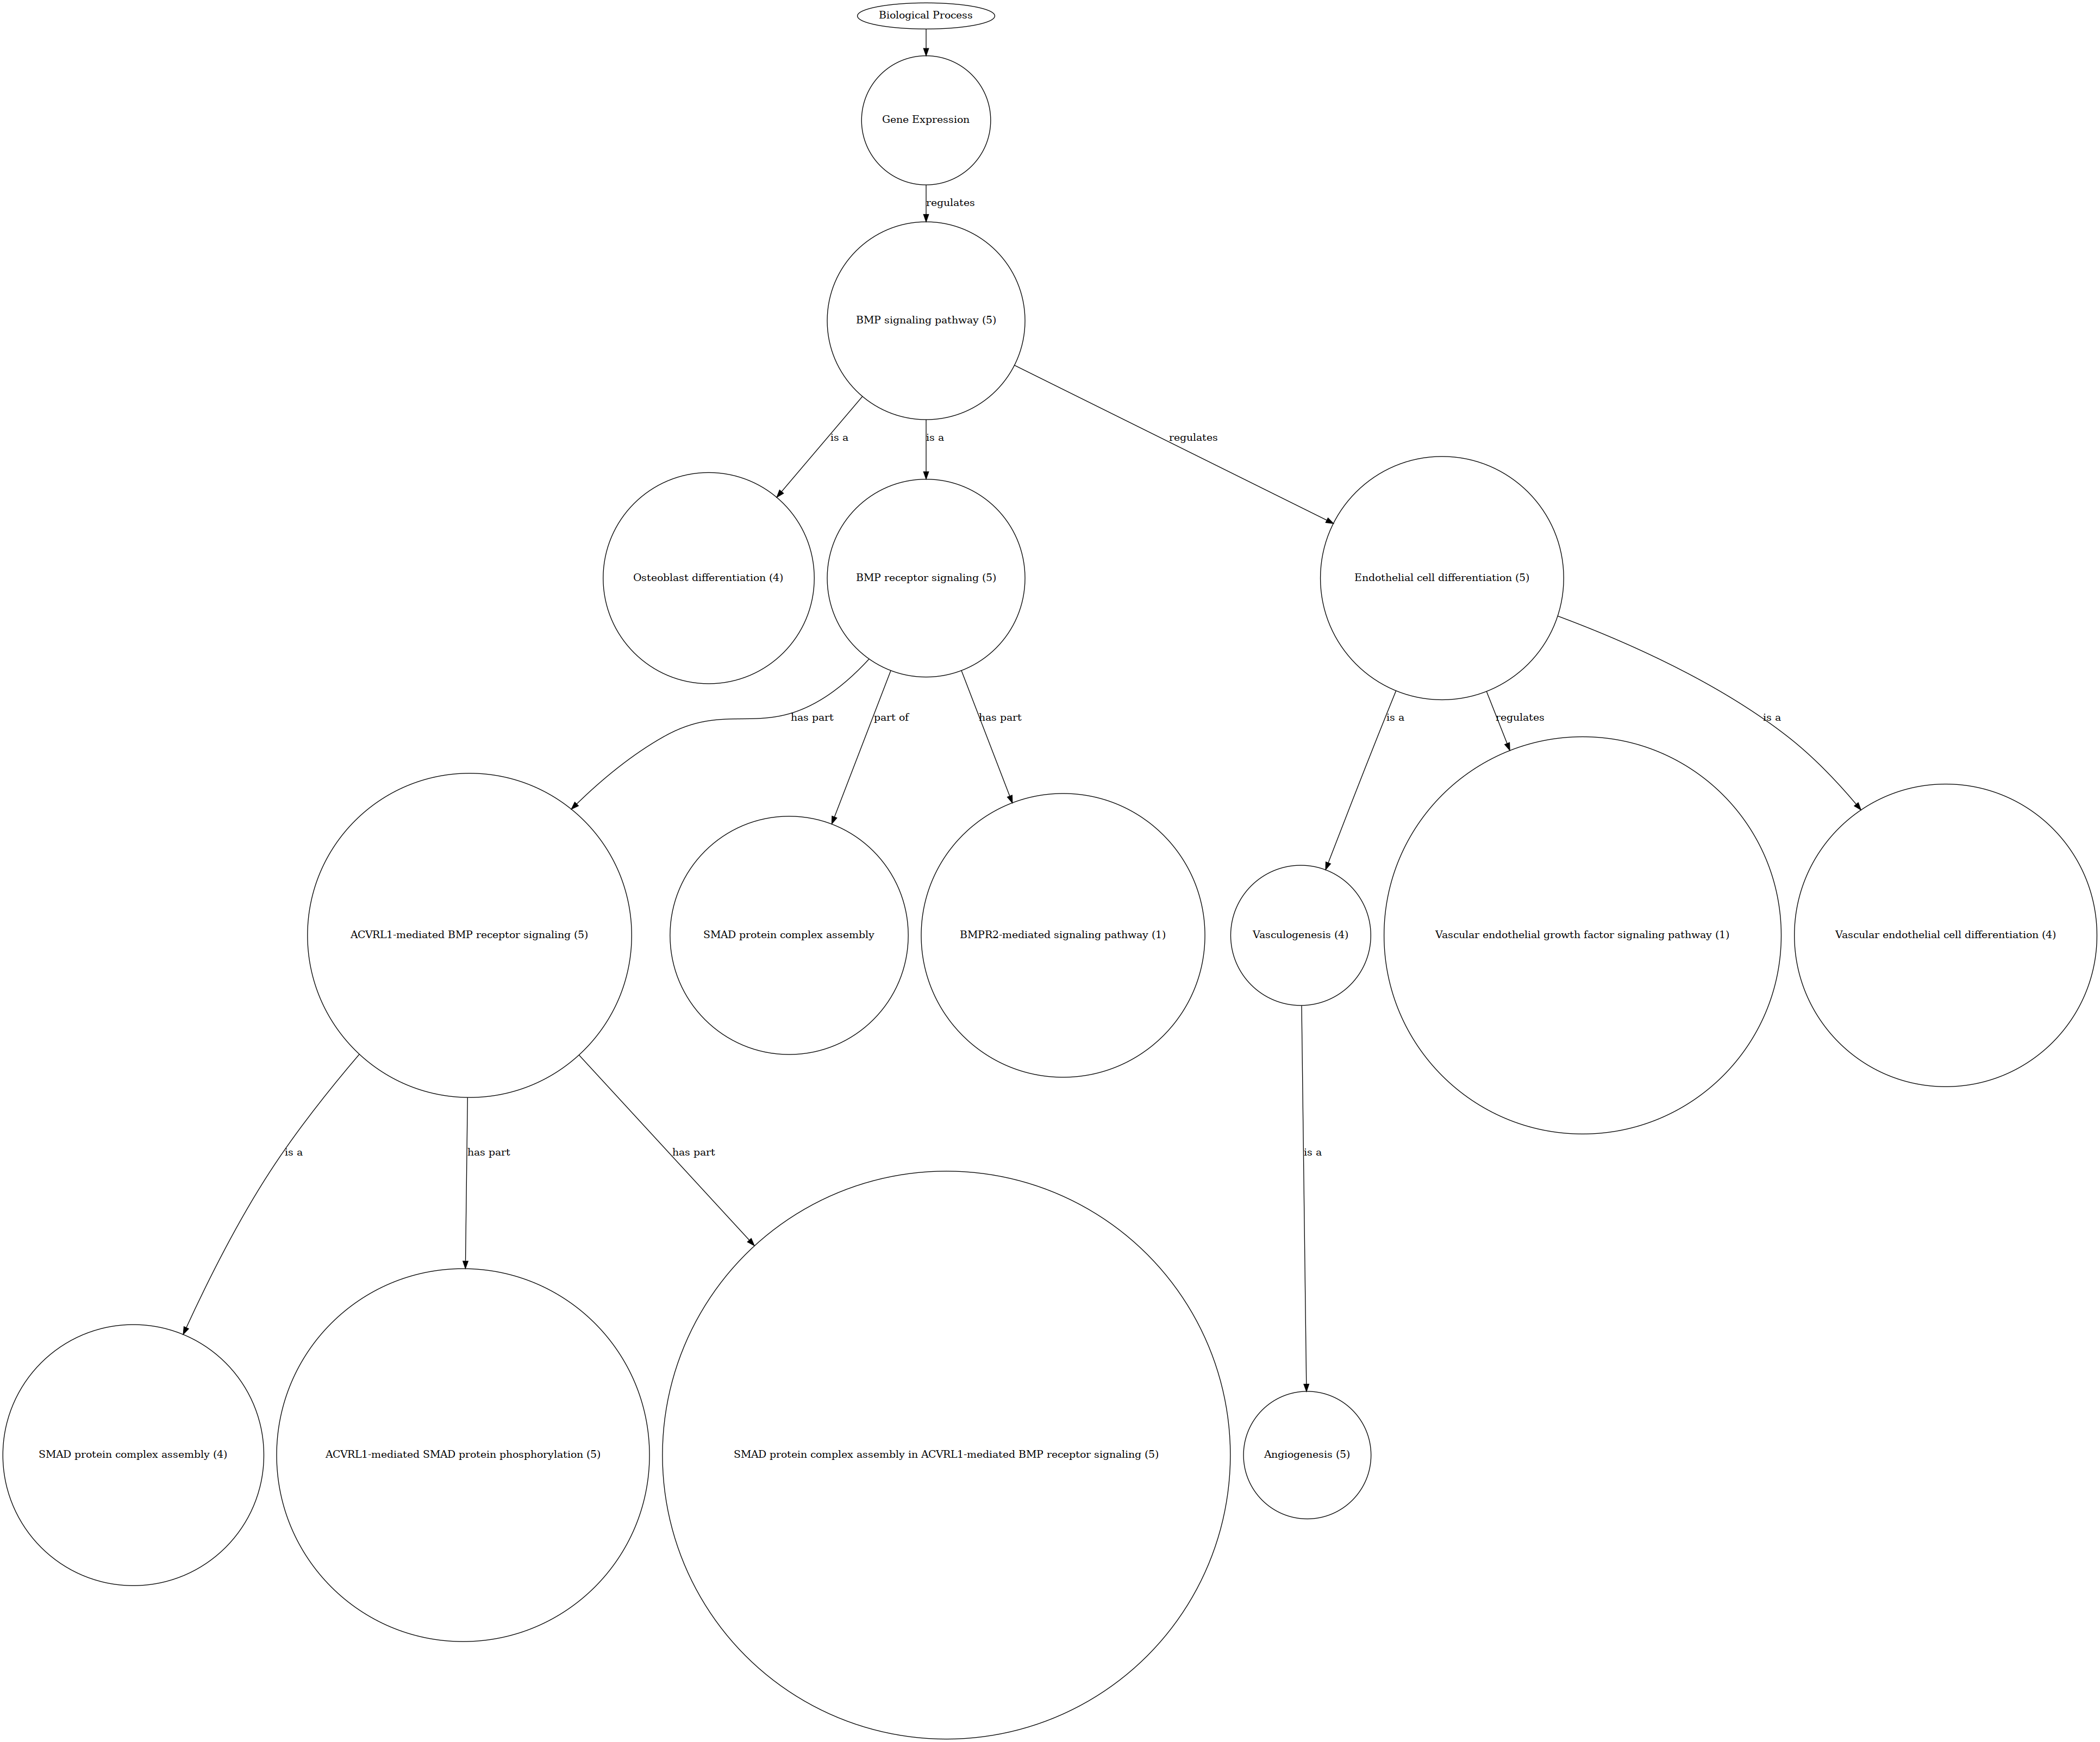 Biological Process
Gene Expression
regulates
BMP signaling pathway (5)
is a
is a
regulates
Osteoblast differentiation (4)
BMP receptor signaling (5)
Endothelial cell differentiation (5)
has part
part of
has part
is a
regulates
is a
ACVRL1-mediated BMP receptor signaling (5)
SMAD protein complex assembly
BMPR2-mediated signaling pathway (1)
Vasculogenesis (4)
Vascular endothelial growth factor signaling pathway (1)
Vascular endothelial cell differentiation (4)
is a
has part
has part
is a
SMAD protein complex assembly (4)
ACVRL1-mediated SMAD protein phosphorylation (5)
SMAD protein complex assembly in ACVRL1-mediated BMP receptor signaling (5)
Angiogenesis (5)